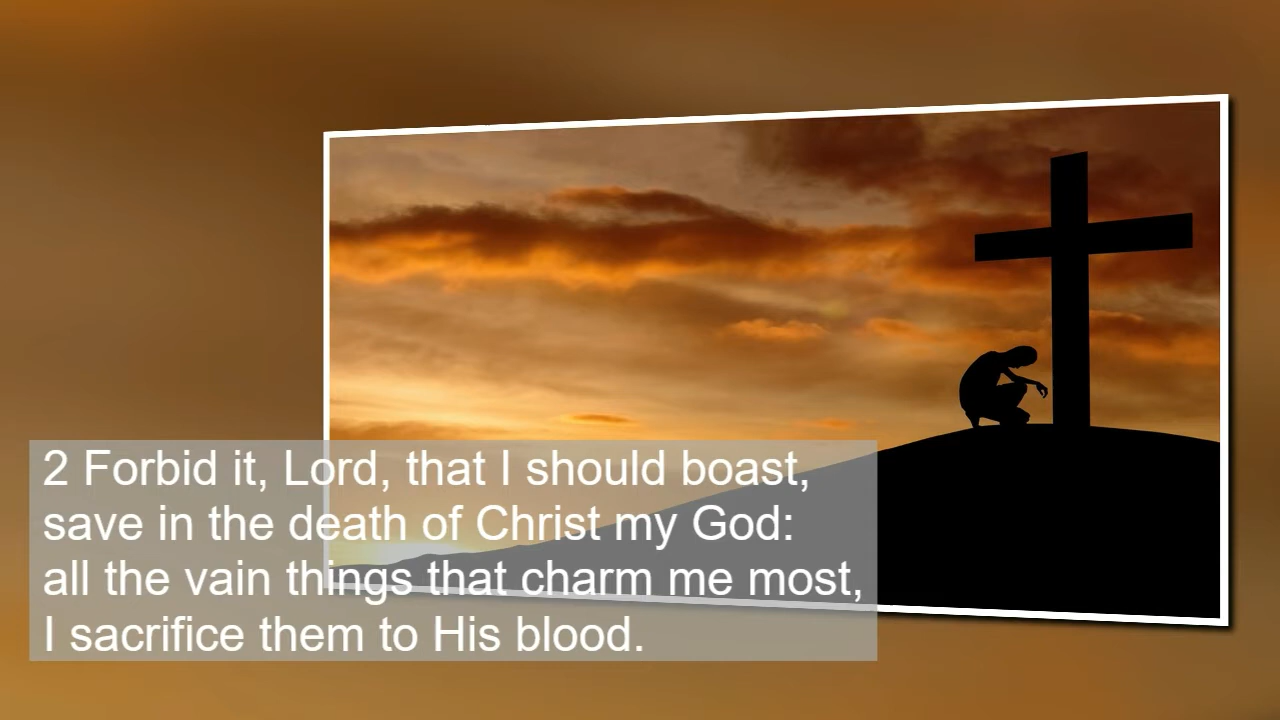 2 Forbid it, Lord, that I should boast,
save in the death of Christ my God:
all the vain things that charm me most,
I sacrifice them to His blood.